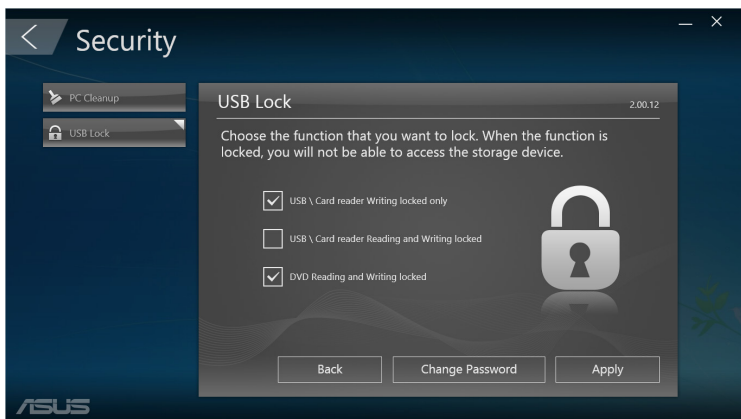 Security
PC Cleanup
USB Lock
USB Lock
2.00.12
Choose the function that you want to lock. When the function is
locked, you will not be able to access the storage device.
USB \ Card reader Writing locked only
USB \ Card reader Reading and Writing locked
DVD Reading and Writing locked
Back
Change Password
Apply
ASUS